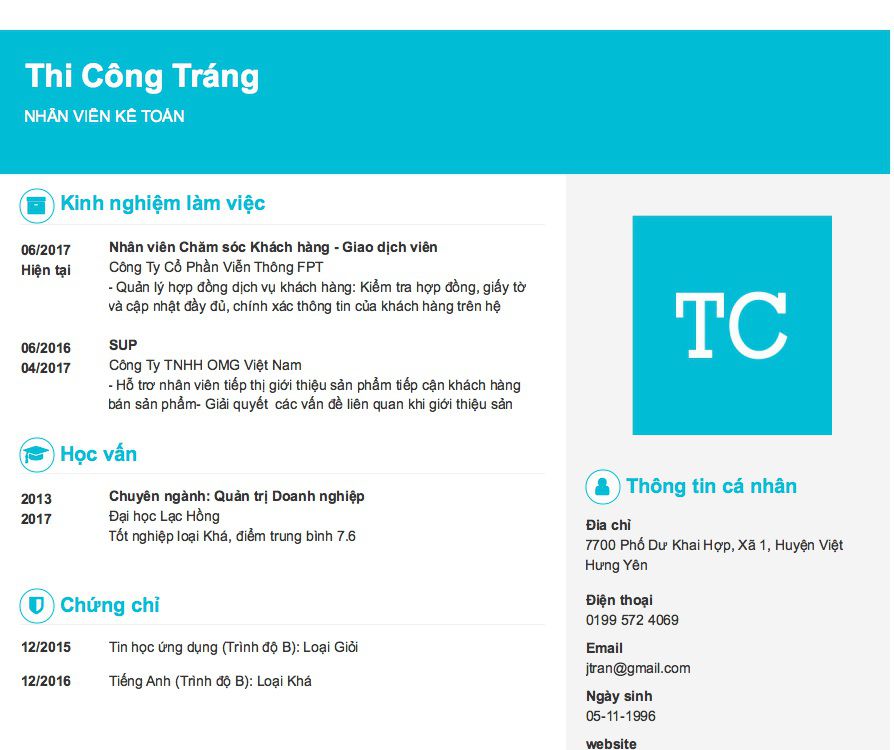 Thi Công Tráng
NHÂN VIÊN KẾ TOÁN
Kinh nghiệm làm việc
06/2017
Hiện tại
Nhân viên Chăm sóc Khách hàng - Giao dịch viên
Công Ty Cổ Phần Viễn Thông FPT
- Quản lý hợp đồng dịch vụ khách hàng: Kiểm tra hợp đồng, giấy tờ
và cập nhật đầy đủ, chính xác thông tin của khách hàng trên hệ
06/2016
04/2017
SUP
Công Ty TNHH OMG Việt Nam
- Hỗ trơ nhân viên tiếp thị giới thiệu sản phẩm tiếp cận khách hàng
bán sản phẩm- Giải quyết các vấn đề liên quan khi giới thiệu sản
Học vấn
2013
2017
Chuyên ngành: Quản trị Doanh nghiệp
Đại học Lạc Hồng
Tốt nghiệp loại Khá, điểm trung bình 7.6
Chứng chỉ
12/2015
Tin học ứng dụng (Trình độ B): Loại Giỏi
12/2016
Tiếng Anh (Trình độ B): Loại Khá
TC
Thông tin cá nhân
Đia chỉ
7700 Phố Dư Khai Hợp, Xã 1, Huyện Việt
Hưng Yên
Điện thoại
0199 572 4069
Email
jtran@gmail.com
Ngày sinh
05-11-1996
website